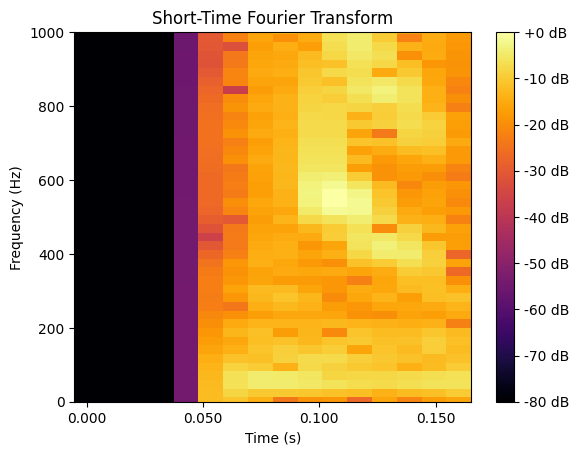 Short-Time Fourier Transform
1000
800
600
400
200
0
Frequency (Hz)
0.000
0.050
0.100
0.150
Time (s)
+0 dB
-10 dB
-20 dB
-30 dB
-40 dB
-50 dB
-60 dB
-70 dB
-80 dB